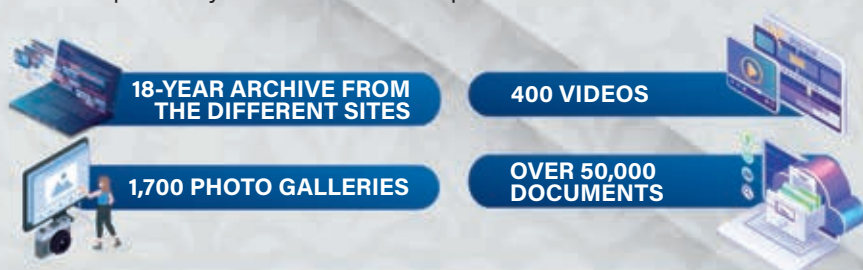 18-YEAR ARCHIVE FROM
THE DIFFERENT SITES
400 VIDEOS
1,700 PHOTO GALLERIES
OVER 50,000
DOCUMENTS